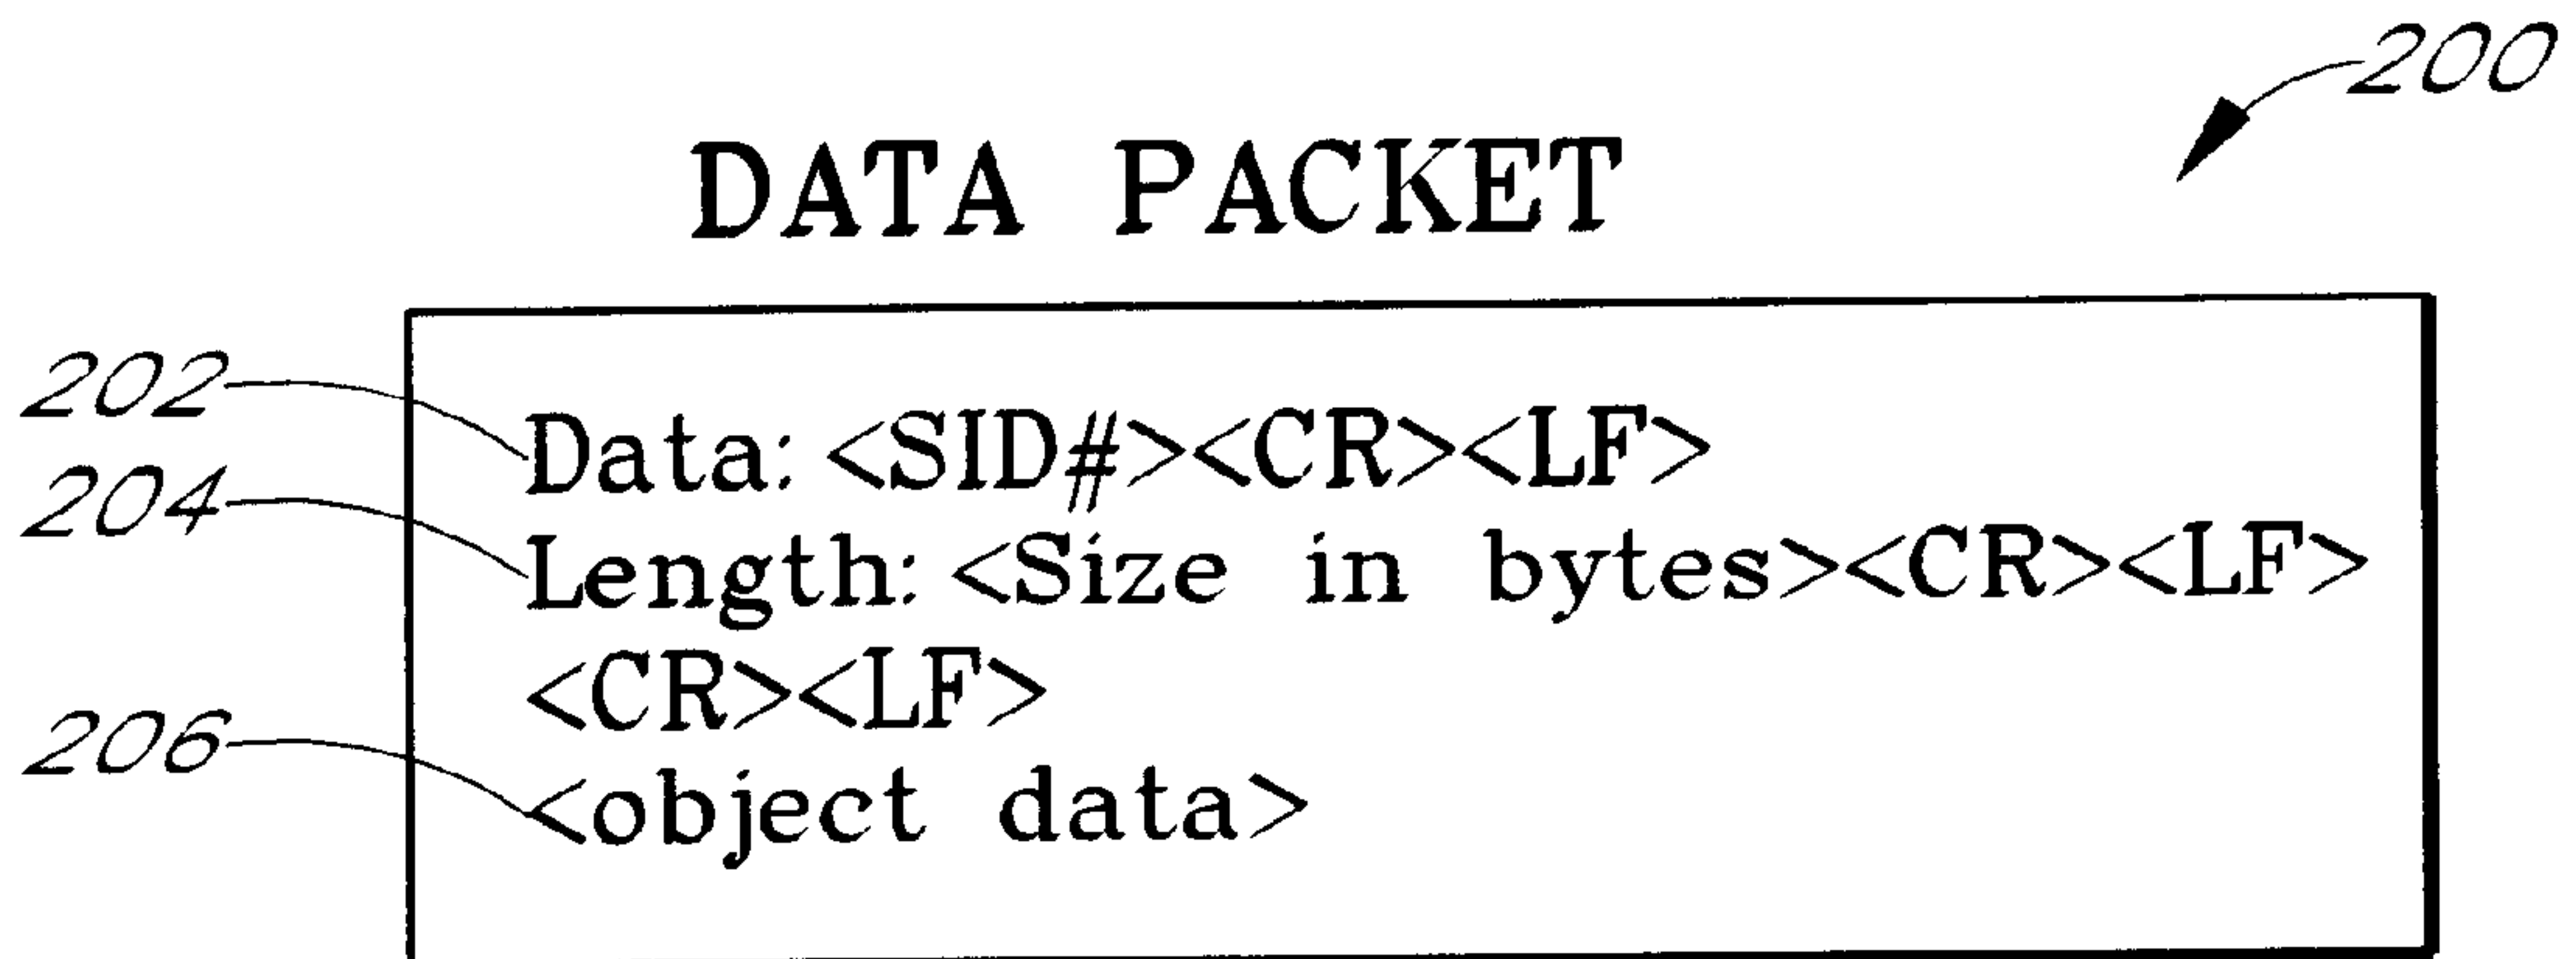 200
DATA PACKET
202
Data: <SID#><CR><LF>
204
Length: <Size in bytes><CR><LF>
<CR><LF>
206
<object data>